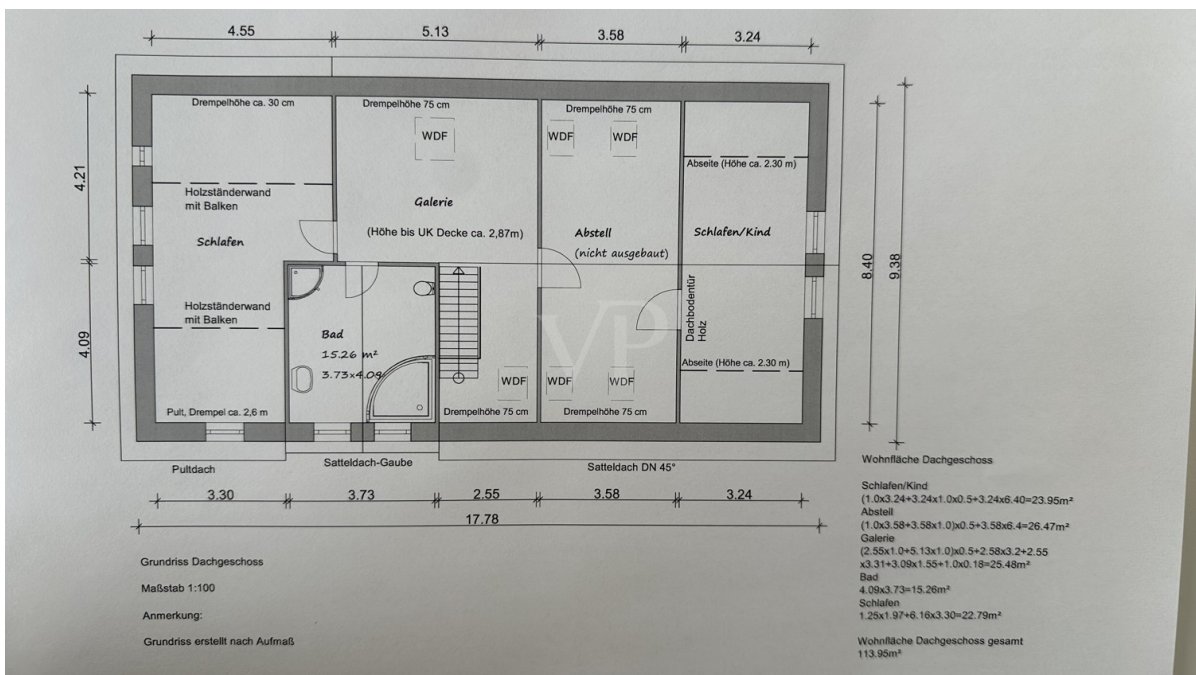 4.55
5.13
3.58
3.24
Drempelhöhe ca. 30 cm
Drempelhöhe 75 cm
Drempelhöhe 75 cm
WDF
WDF
WDF
4.21
Abseite (Höhe ca. 2.30 m)
Holzständerwand
mit Balken
Galerie
Schlafen
(Höhe bis UK Decke ca. 2,87m)
Abstell
(nicht ausgebaut)
Schlafen/Kind
8.40
9.38
Dachbodentür
Holz
Holzständerwand
mit Balken
4.09
Bad
15.26 m²
3.73×4.09
VP
Abseite (Höhe ca. 2.30 m)
WDF
WDF
WDF
Pult, Drempel ca. 2,6 m
Drempelhöhe 75 cm
Drempelhöhe 75 cm
Pultdach
Satteldach-Gaube
Satteldach DN 45°
3.30
3.73
2.55
3.58
3.24
17.78
Grundriss Dachgeschoss
Maßstab 1:100
Anmerkung:
Grundriss erstellt nach Aufmaß
Wohnfläche Dachgeschoss
Schlafen/Kind
(1.0x3.24+3.24x1.0x0.5+3.24x6.40=23.95m²
Abstell
(1.0x3.58+3.58x1.0)x0.5+3.58x6.4=26.47m²
Galerie
(2.55x1.0+5.13x1.0)x0.5+2.58x3.2+2.55
x3.31+3.09x1.55+1.0x0.18=25.48m²
Bad
4.09x3.73=15.26m²
Schlafen
1.25x1.97+6.16x3.30=22.79m²
Wohnfläche Dachgeschoss gesamt
113.95m²